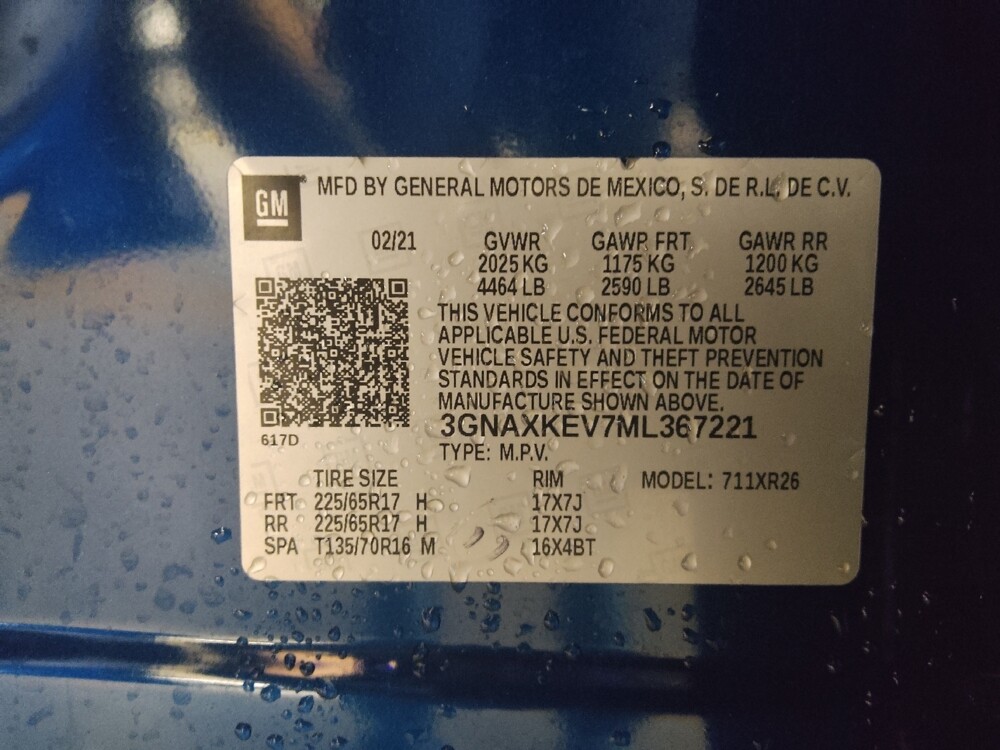 GM MFD BY GENERAL MOTORS DE MEXICO, S. DE R.L. DE C.V.
02/21 GVWR GAWR FRT GAWR RR
2025 KG 1175 KG 1200 KG
4464 LB 2590 LB 2645 LB
THIS VEHICLE CONFORMS TO ALL
APPLICABLE U.S. FEDERAL MOTOR
VEHICLE SAFETY AND THEFT PREVENTION
STANDARDS IN EFFECT ON THE DATE OF
MANUFACTURE SHOWN ABOVE.
3GNAXKEV7ML367221
617D
TYPE: M.P.V.
TIRE SIZE RIM MODEL: 711XR26
FRT 225/65R17 H 17X7J
RR 225/65R17 H 17X7J
SPA T135/70R16 M 16X4BT